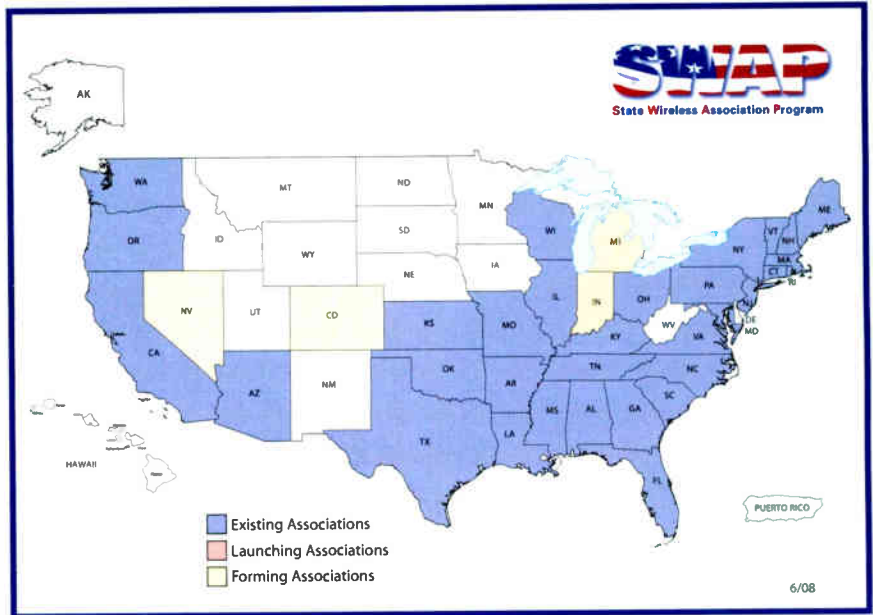 SWAP
State Wireless Association Program
AK
WA
MT
ND
MN
OR
ID
SD
WI
MI
WY
IA
NE
NV
UT
CD
KS
MO
IL
IN
OH
PA
NY
VT
NH
ME
MA
CT
RI
NJ
DE
MD
WV
VA
KY
CA
AZ
NM
OK
AR
TN
NC
SC
TX
LA
MS
AL
GA
FL
HAWAII
PUERTO RICO
Existing Associations
Launching Associations
Forming Associations
6/08